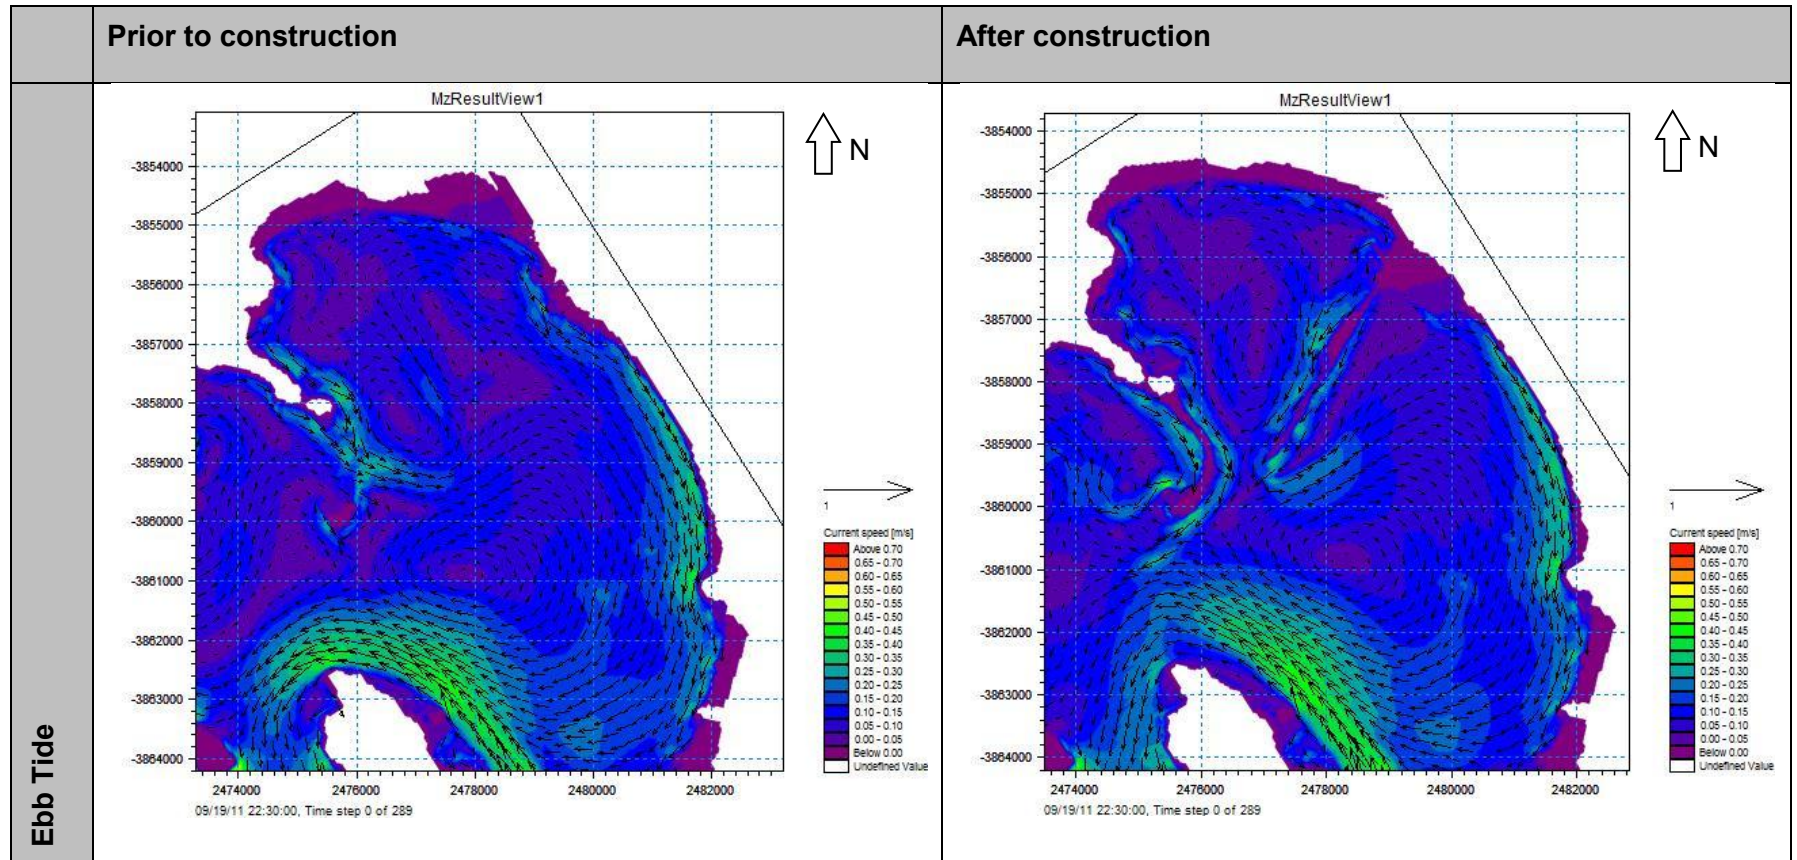 Prior to construction
After construction
Ebb Tide
MzResultView1
N
-3854000
-3855000
-3856000
-3857000
-3858000
-3859000
-3860000
-3861000
-3862000
-3863000
-3864000
2474000 2476000 2478000 2480000 2482000
09/19/11 22:30:00, Time step 0 of 289
1
Current speed [m/s]
Above 0.70
0.65 - 0.70
0.60 - 0.65
0.55 - 0.60
0.50 - 0.55
0.45 - 0.50
0.40 - 0.45
0.35 - 0.40
0.30 - 0.35
0.25 - 0.30
0.20 - 0.25
0.15 - 0.20
0.10 - 0.15
0.05 - 0.10
0.00 - 0.05
Below 0.00
Undefined Value
MzResultView1
N
-3854000
-3855000
-3856000
-3857000
-3858000
-3859000
-3860000
-3861000
-3862000
-3863000
-3864000
2474000 2476000 2478000 2480000 2482000
09/19/11 22:30:00, Time step 0 of 289
1
Current speed [m/s]
Above 0.70
0.65 - 0.70
0.60 - 0.65
0.55 - 0.60
0.50 - 0.55
0.45 - 0.50
0.40 - 0.45
0.35 - 0.40
0.30 - 0.35
0.25 - 0.30
0.20 - 0.25
0.15 - 0.20
0.10 - 0.15
0.05 - 0.10
0.00 - 0.05
Below 0.00
Undefined Value